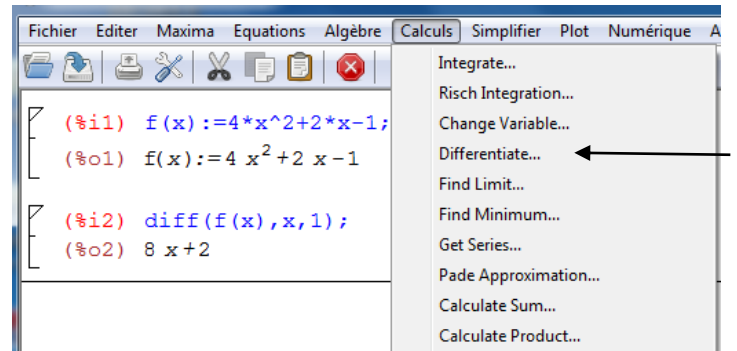 Fichier Editer Maxima Equations Algèbre Calculs Simplifier Plot Numérique A
(%i1) f(x):=4*x^2+2*x-1;
(%o1) f(x):=4 x²+2 x-1
(%i2) diff(f(x),x,1);
(%o2) 8 x+2
Integrate...
Risch Integration...
Change Variable...
Differentiate...
Find Limit...
Find Minimum...
Get Series...
Pade Approximation...
Calculate Sum...
Calculate Product...